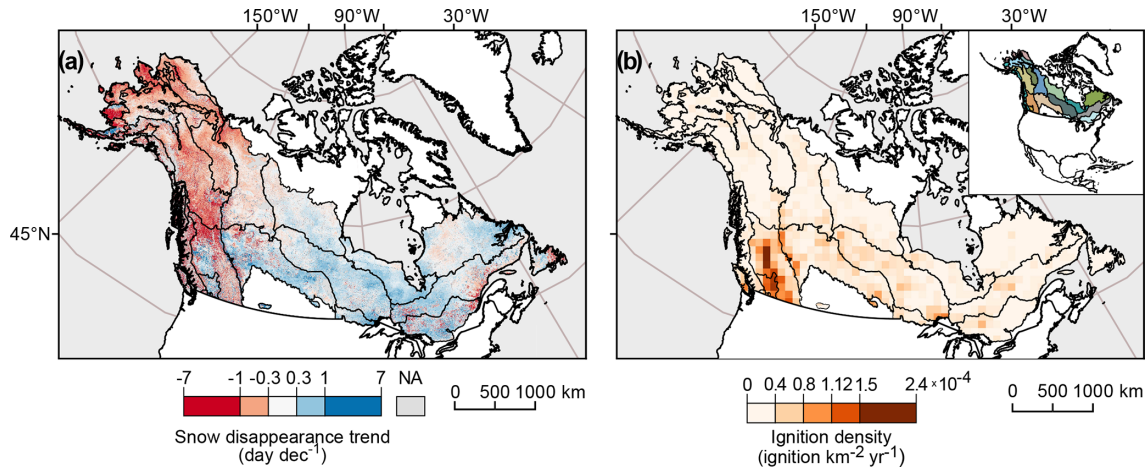 150°W 90°W 30°W
150°W 90°W 30°W
(a)
(b)
45°N
-7 -1 -0.3 0.3 1 7 NA
0 500 1000 km
Snow disappearance trend
(day dec⁻¹)
0 0.4 0.8 1.12 1.5 2.4 ×10⁻⁴
0 500 1000 km
Ignition density
(ignition km⁻² yr⁻¹)